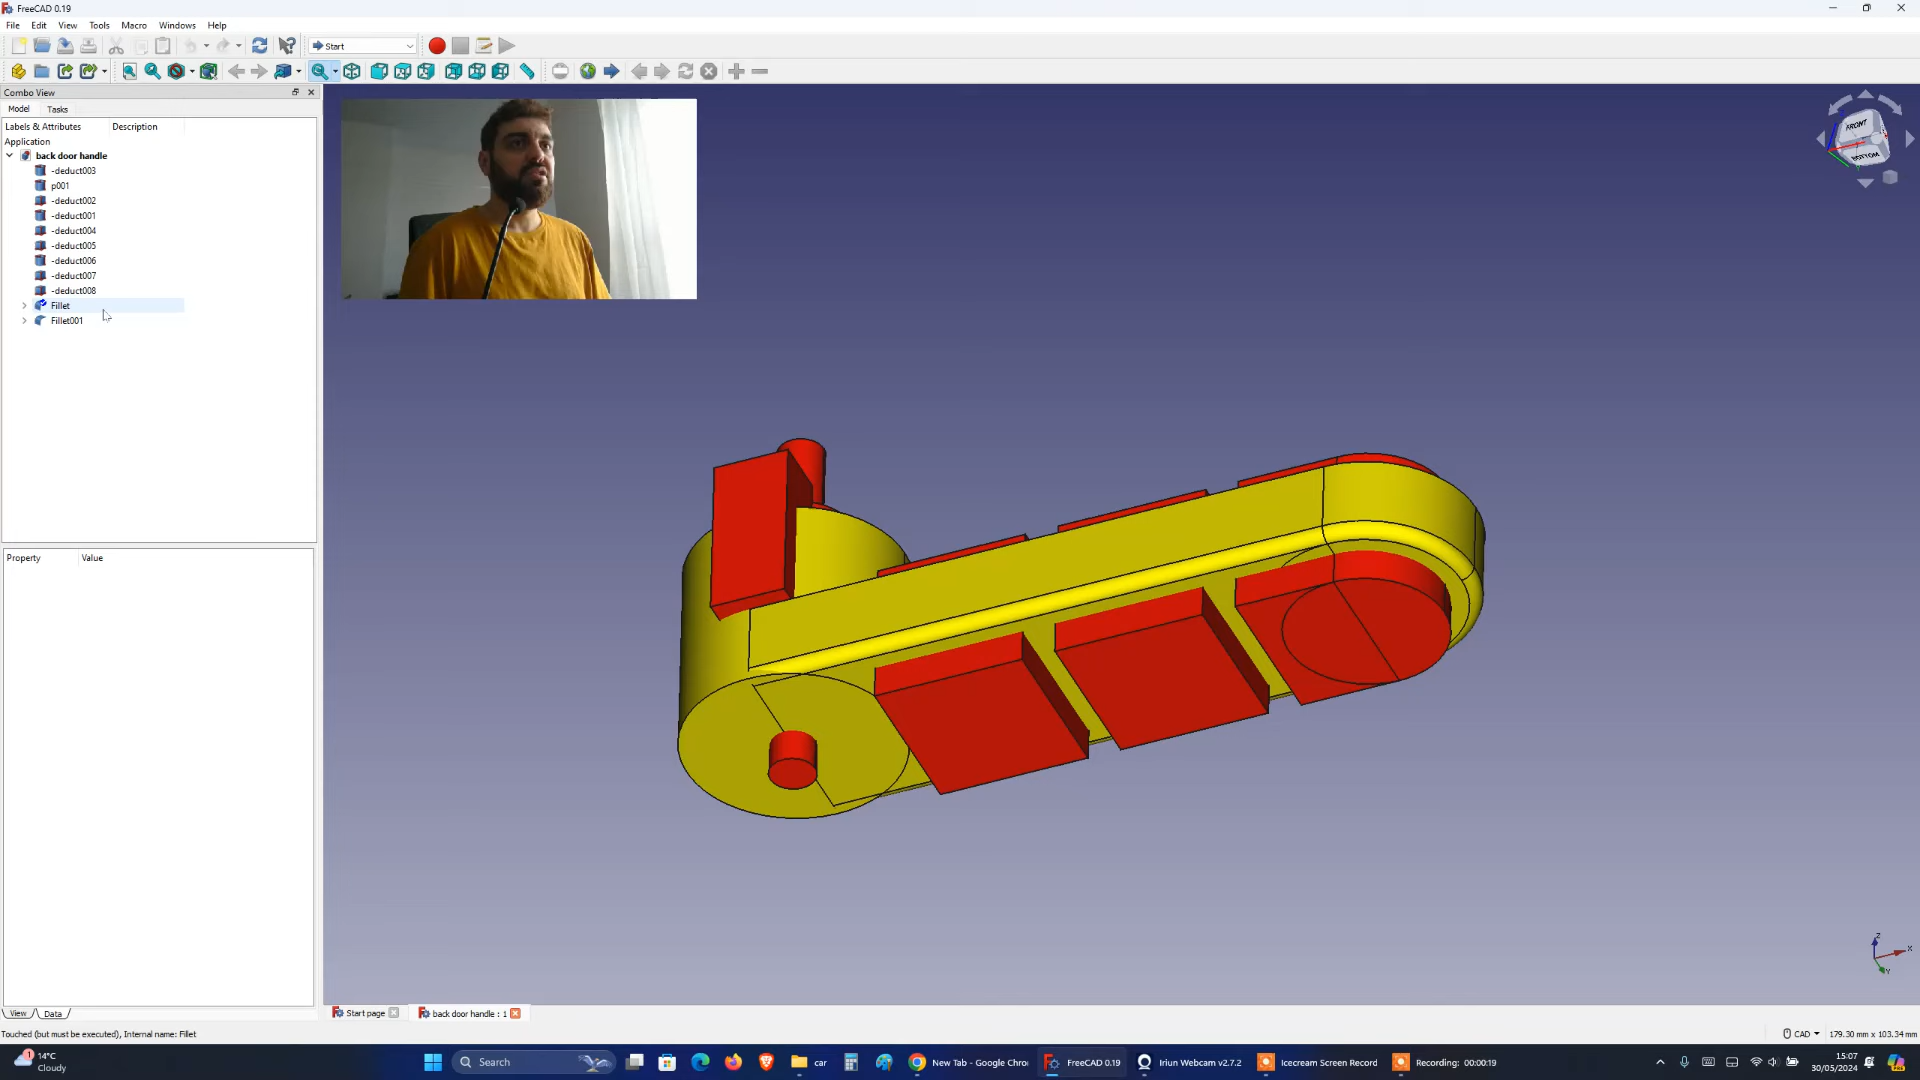 FreeCAD 0.19
File Edit View Tools Macro Windows Help
Start
Combo View
Model Tasks
Labels & Attributes Description
Application
back door handle
-deduct003
p001
-deduct002
-deduct001
-deduct004
-deduct005
-deduct006
-deduct007
-deduct008
Fillet
Fillet001
FRONT
BOTTOM
Property Value
Z
X
Y
View Data
Start page
back door handle : 1
Touched (but must be executed), Internal name: Fillet
CAD
179.30 mm x 103.34 mm
1
14°C
Cloudy
Search
car
New Tab - Google Chro
FreeCAD 0.19
Iriun Webcam v2.7.2
Icecream Screen Record
Recording: 00:00:19
15:07
30/05/2024